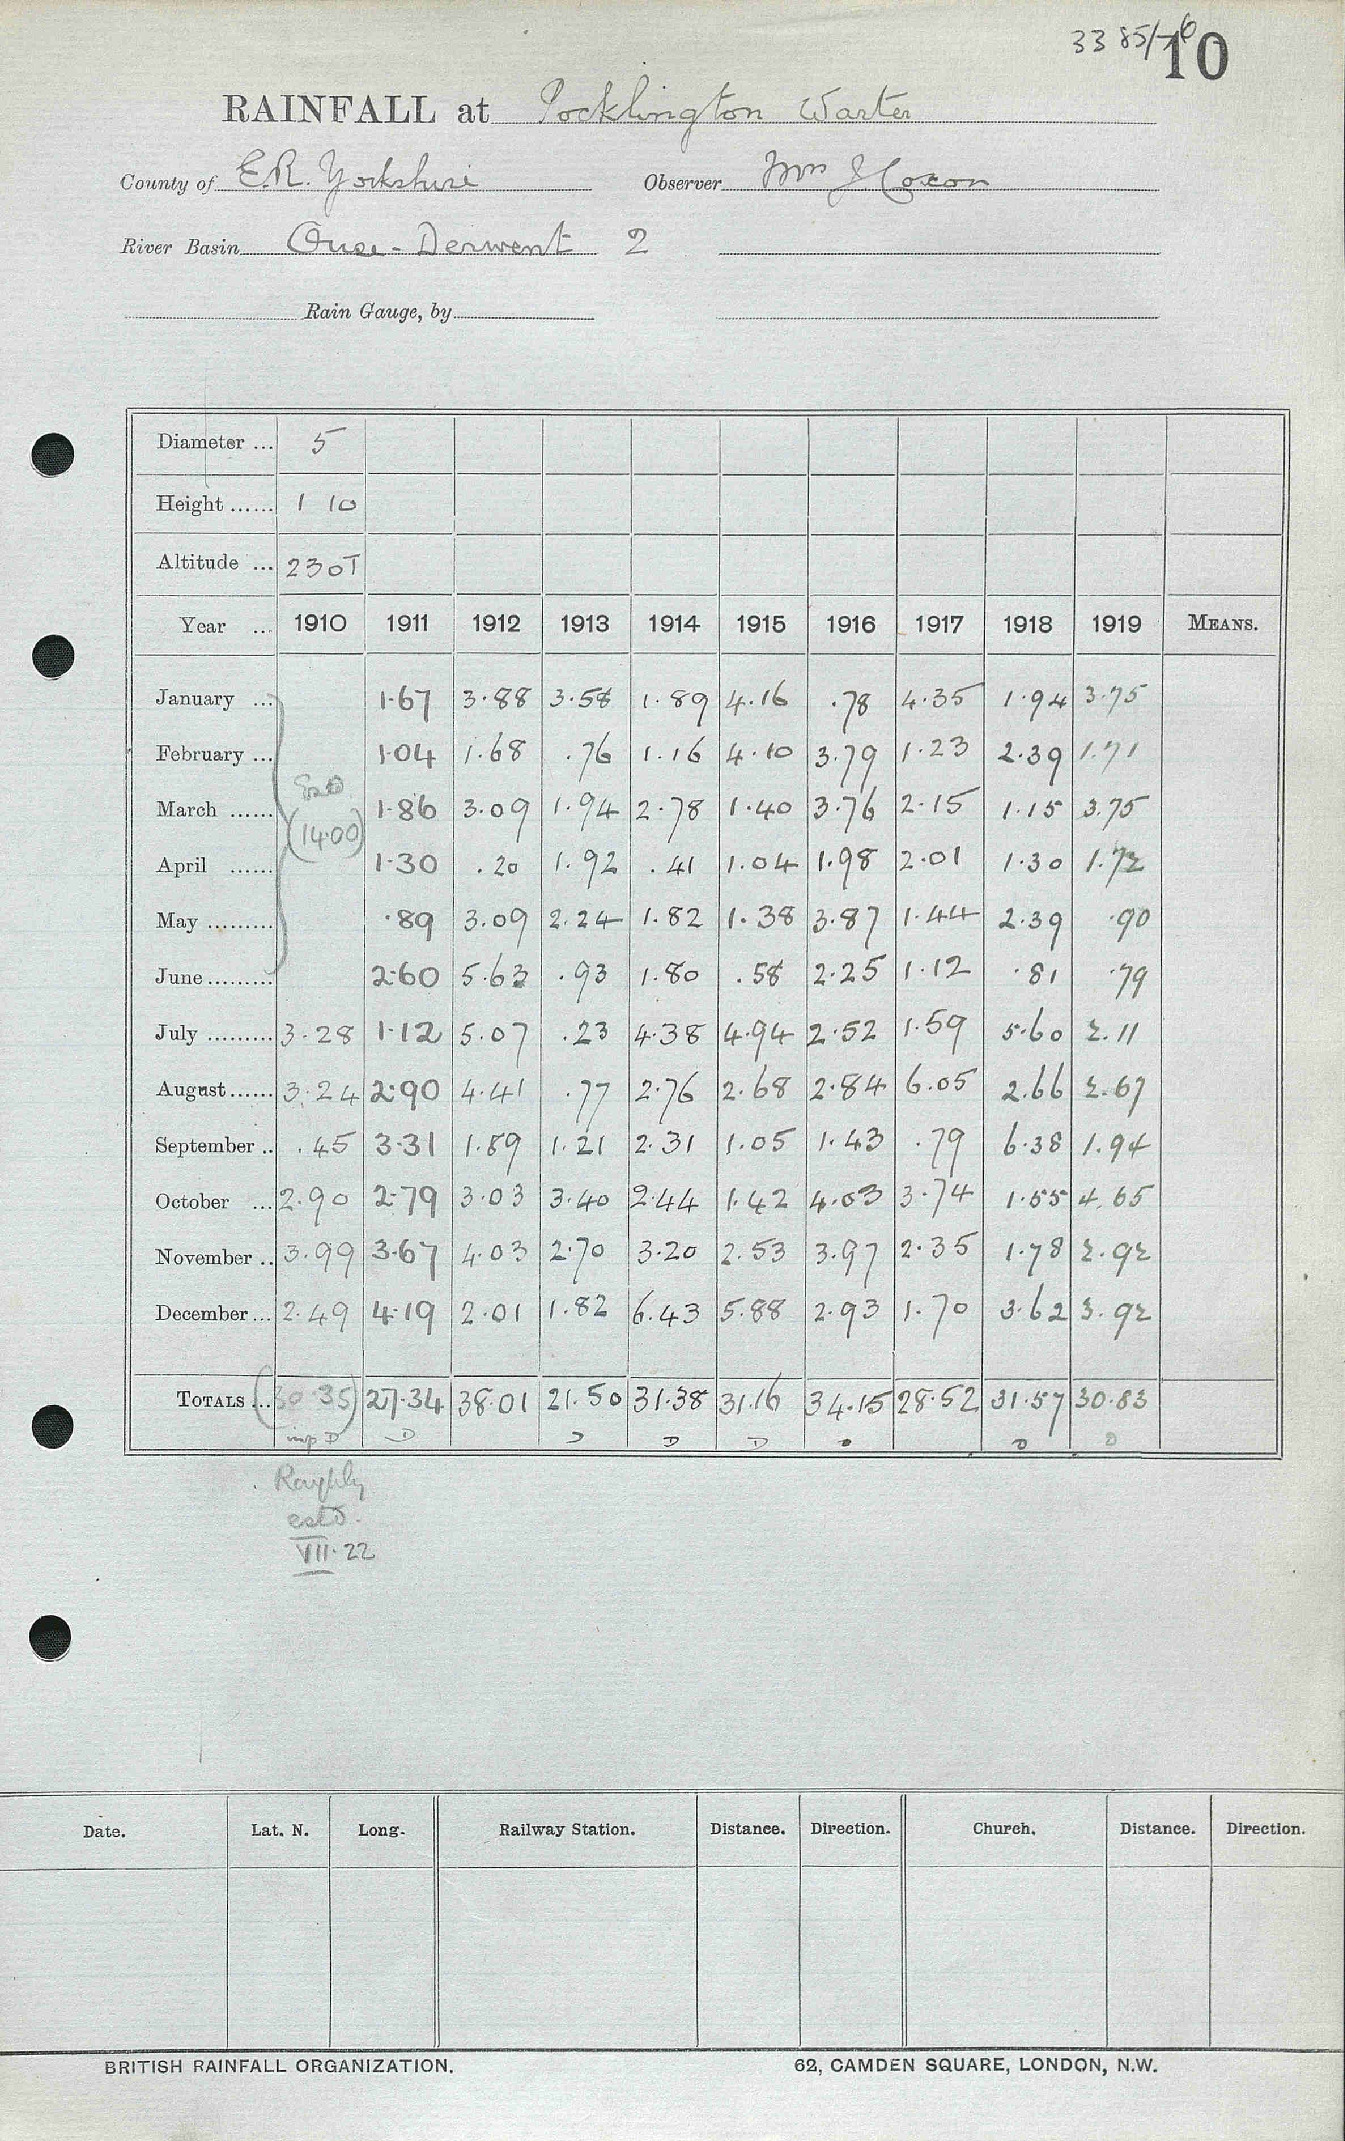 3385/-6
10
RAINFALL at Pocklington Warter
County of E.R. Yorkshire Observer Wm J Coxon
River Basin Ouse - Derwent 2
Rain Gauge, by
Diameter ... 5
Height ...... 1 10
Altitude ... 230T
Year ... 1910 1911 1912 1913 1914 1915 1916 1917 1918 1919 MEANS.
January ... 1.67 3.88 3.58 1.89 4.16 .78 4.35 1.94 3.75
February ... 1.04 1.68 .76 1.16 4.10 3.79 1.23 2.39 1.71
March ...... 1.86 3.09 1.94 2.78 1.40 3.76 2.15 1.15 3.75
(14.00)
April ...... 1.30 .20 1.92 .41 1.04 1.98 2.01 1.30 1.72
May ......... .89 3.09 2.24 1.82 1.38 3.87 1.44 2.39 .90
June ......... 2.60 5.63 .93 1.80 .58 2.25 1.12 .81 .79
July ......... 3.28 1.12 5.07 .23 4.38 4.94 2.52 1.59 5.60 2.11
August ...... 3.24 2.90 4.41 .77 2.76 2.68 2.84 6.05 2.66 2.67
September .. .45 3.31 1.89 1.21 2.31 1.05 1.43 .79 6.38 1.94
October ... 2.90 2.79 3.03 3.40 2.44 1.42 4.03 3.74 1.55 4.65
November .. 3.99 3.67 4.03 2.70 3.20 2.53 3.97 2.35 1.78 2.92
December ... 2.49 4.19 2.01 1.82 6.43 5.88 2.93 1.70 3.62 3.92
TOTALS ... (30.35) 27.34 38.01 21.50 31.38 31.16 34.15 28.52 31.57 30.83
imp D D D D D D D D
Roughly
estd.
VII.22
Date. Lat. N. Long. Railway Station. Distance. Direction. Church. Distance. Direction.
BRITISH RAINFALL ORGANIZATION. 62, CAMDEN SQUARE, LONDON, N.W.